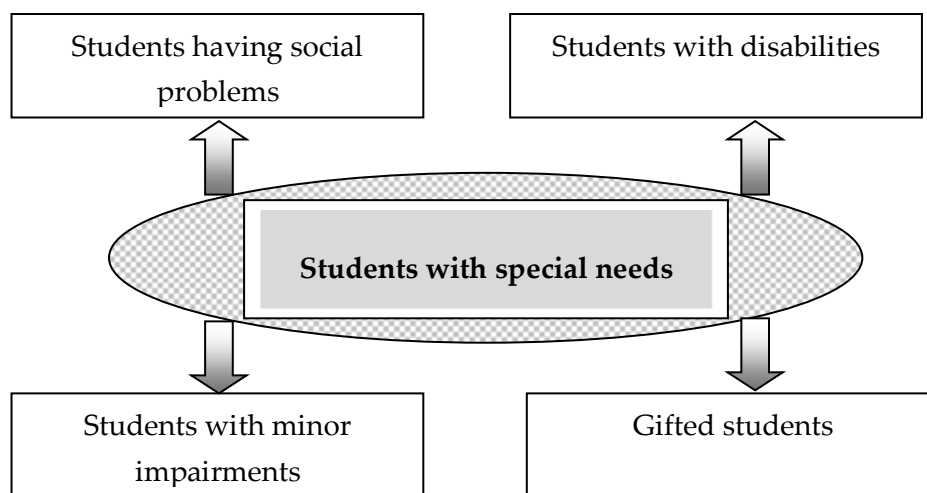 Students having social
problems
Students with disabilities
Students with special needs
Students with minor
impairments
Gifted students